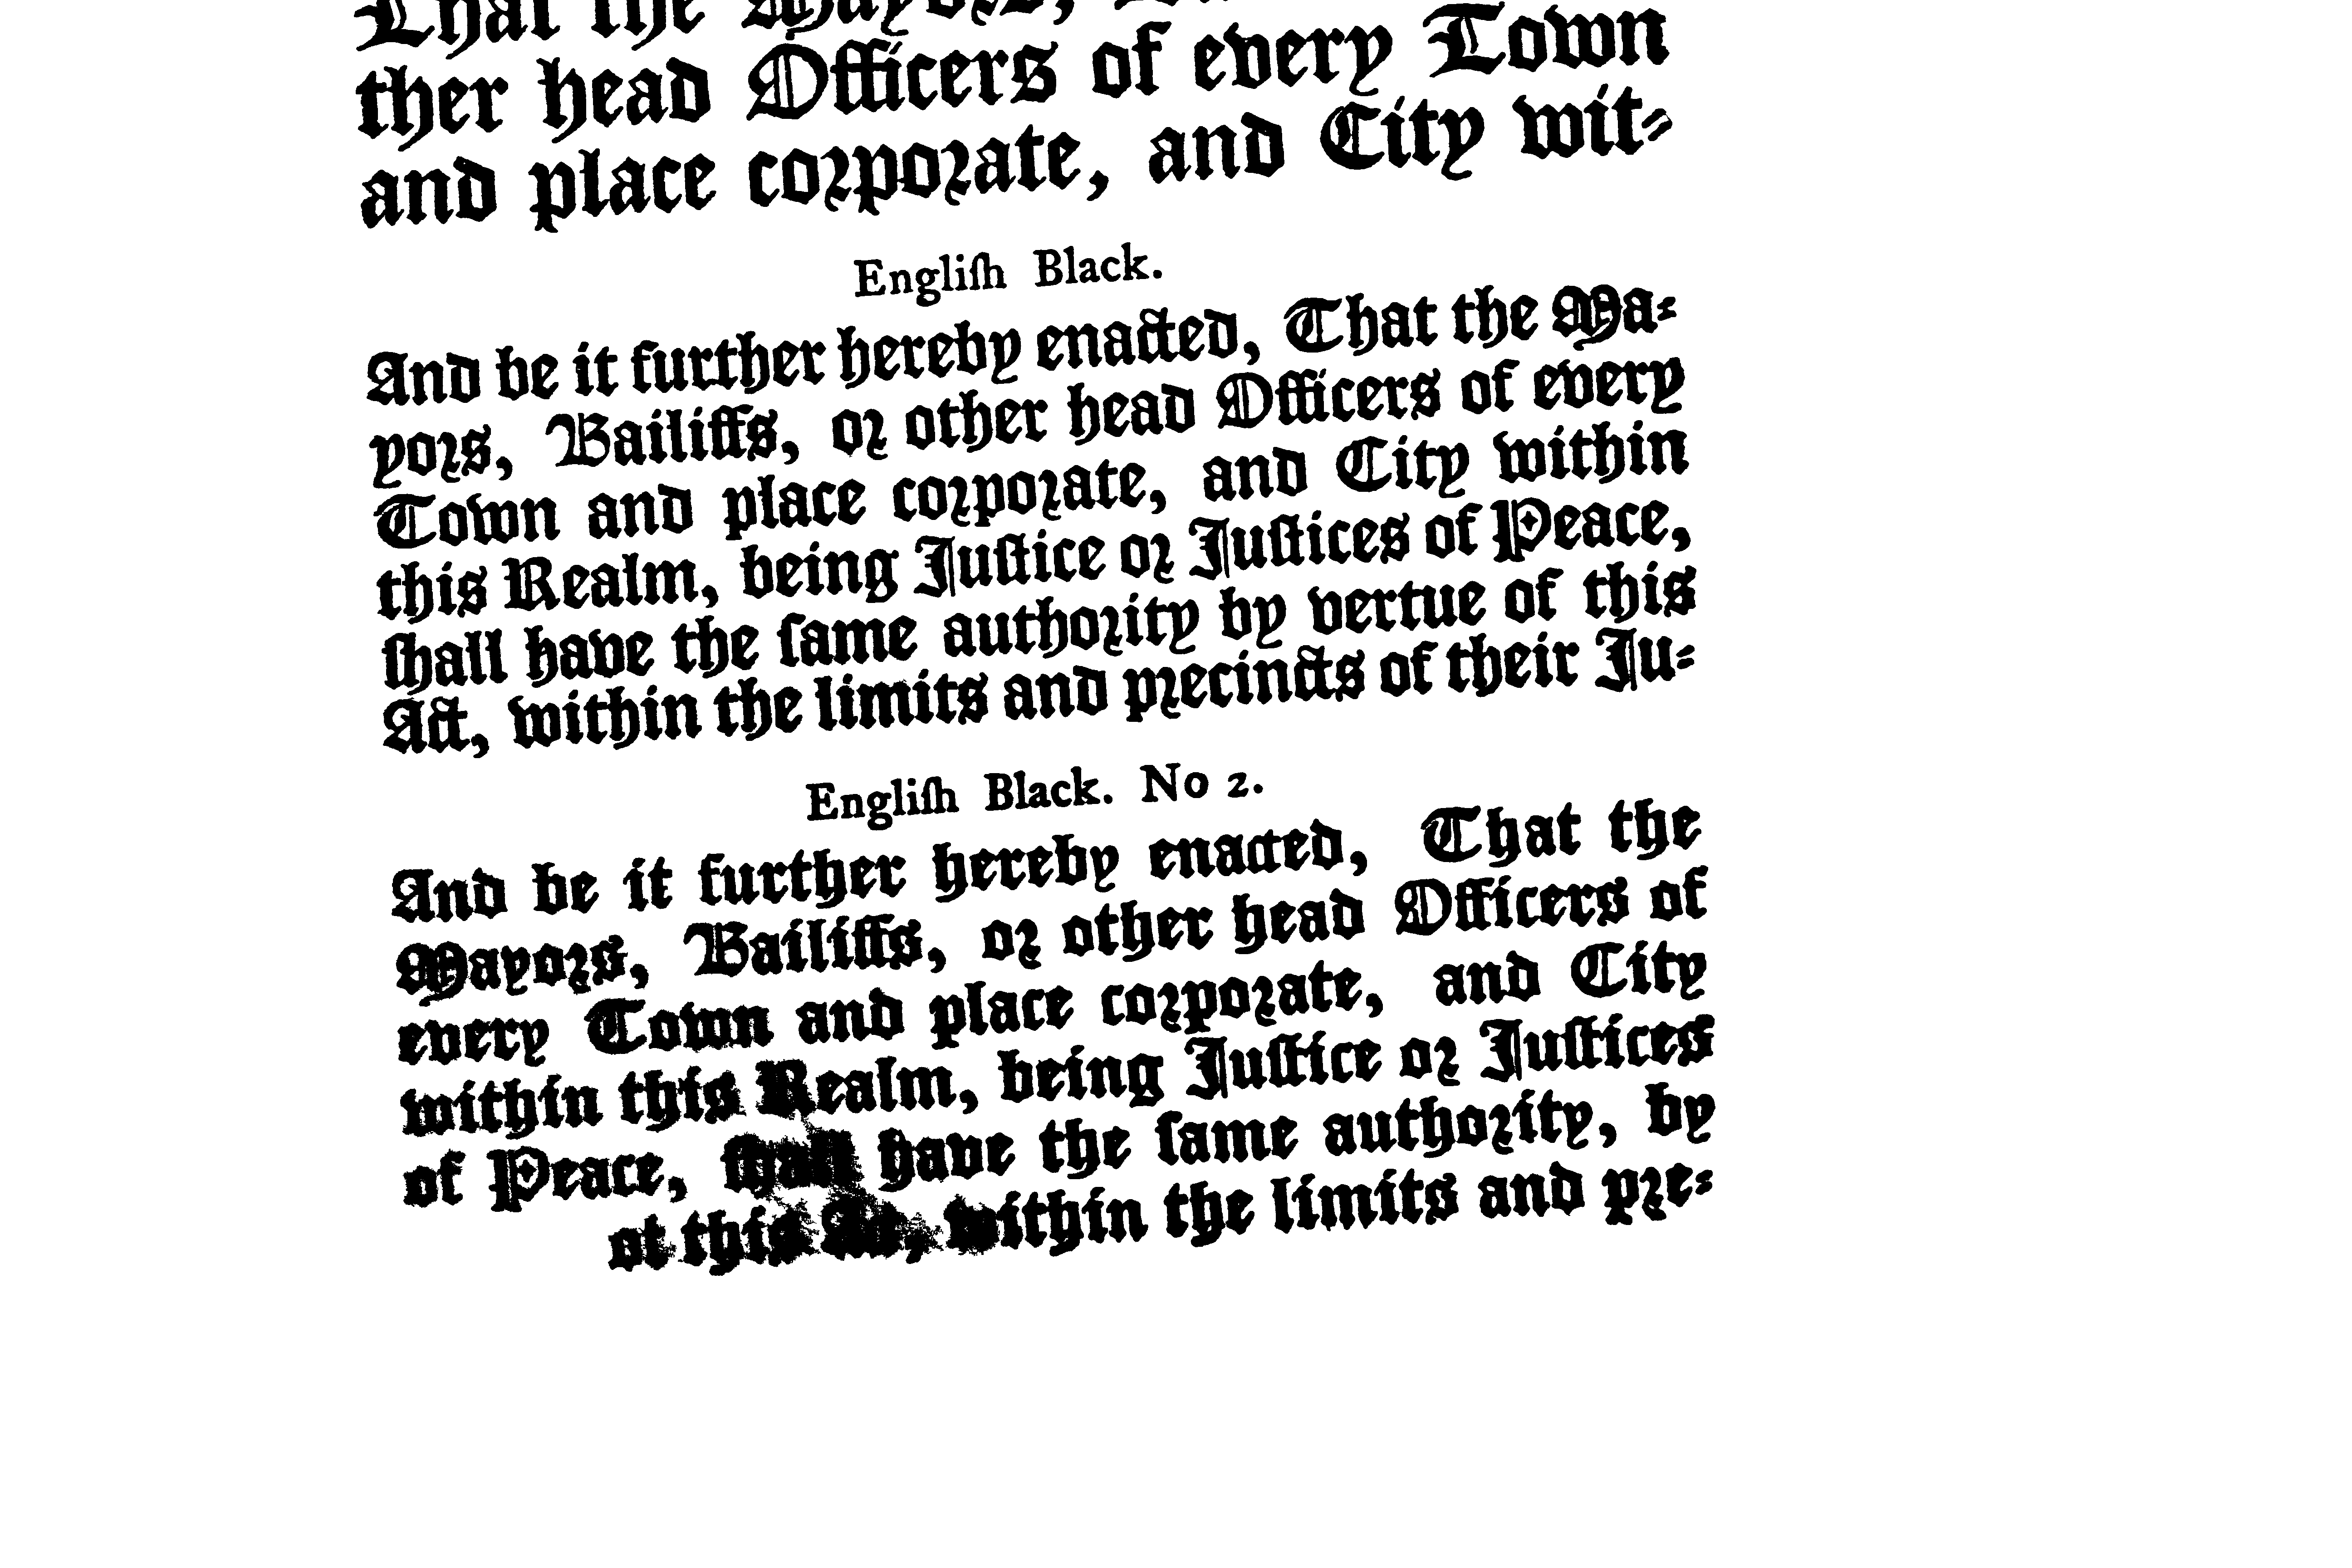 That the Mayors,
ther head Officers of every Town
and place corporate, and City wit⸗
Engliſh Black.
And be it further hereby enacted, That the Ma⸗
yors, Bailiffs, or other head Officers of every
Town and place corporate, and City within
this Realm, being Juſtice or Juſtices of Peace,
ſhall have the ſame authority by vertue of this
Act, within the limits and precincts of their Ju⸗
Engliſh Black. No 2.
And be it further hereby enacted, That the
Mayors, Bailiffs, or other head Officers of
every Town and place corporate, and City
within this Realm, being Juſtice or Juſtices
of Peace, ſhall have the ſame authority, by
of this Act, within the limits and pre⸗